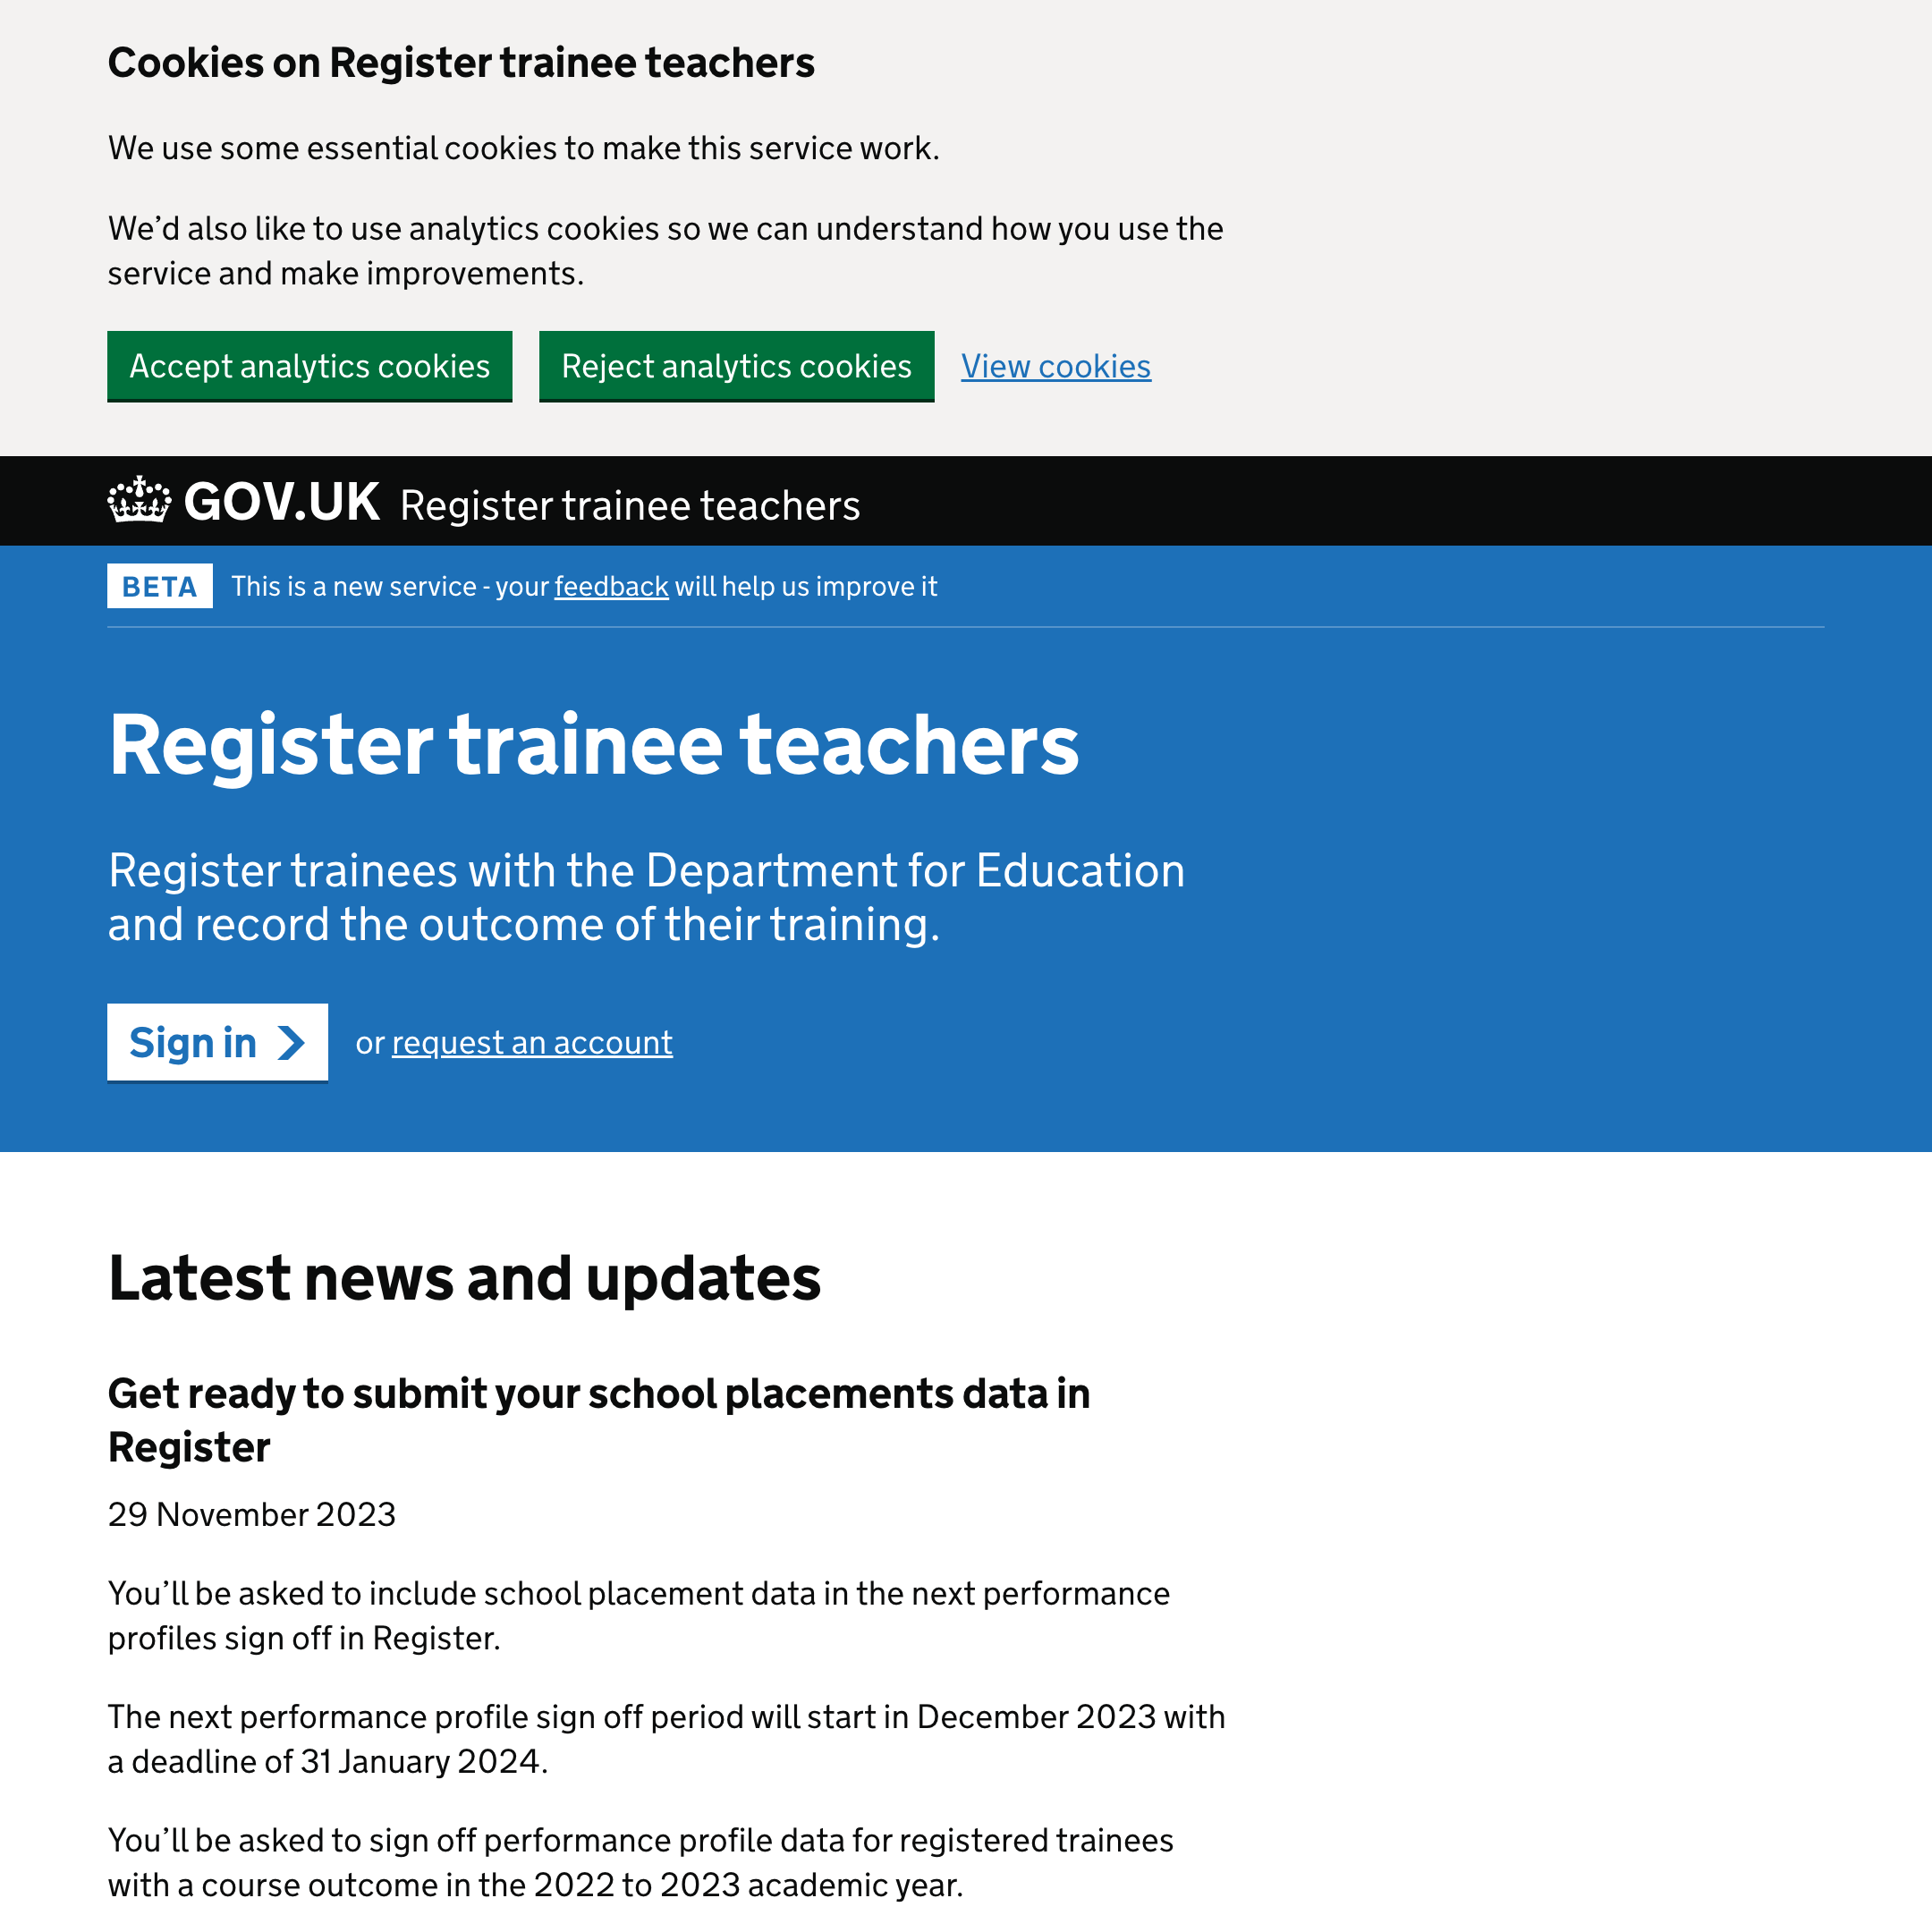 Cookies on Register trainee teachers
We use some essential cookies to make this service work.
We’d also like to use analytics cookies so we can understand how you use the
service and make improvements.
Accept analytics cookies Reject analytics cookies View cookies
GOV.UK Register trainee teachers
BETA This is a new service - your feedback will help us improve it
Register trainee teachers
Register trainees with the Department for Education
and record the outcome of their training.
Sign in or request an account
Latest news and updates
Get ready to submit your school placements data in
Register
29 November 2023
You’ll be asked to include school placement data in the next performance
profiles sign off in Register.
The next performance profile sign off period will start in December 2023 with
a deadline of 31 January 2024.
You’ll be asked to sign off performance profile data for registered trainees
with a course outcome in the 2022 to 2023 academic year.